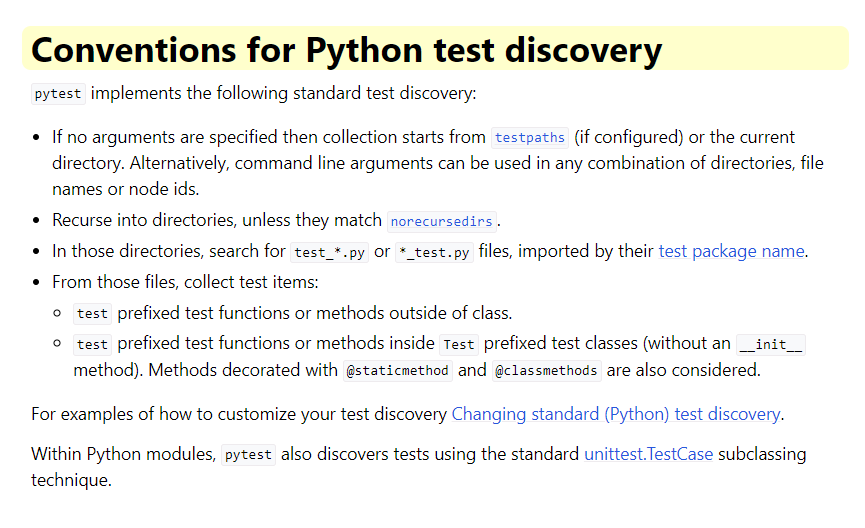 Conventions for Python test discovery
pytest implements the following standard test discovery:
• If no arguments are specified then collection starts from testpaths (if configured) or the current
directory. Alternatively, command line arguments can be used in any combination of directories, file
names or node ids.
• Recurse into directories, unless they match norecursedirs.
• In those directories, search for test_*.py or *_test.py files, imported by their test package name.
• From those files, collect test items:
◦ test prefixed test functions or methods outside of class.
◦ test prefixed test functions or methods inside Test prefixed test classes (without an __init__
method). Methods decorated with @staticmethod and @classmethods are also considered.
For examples of how to customize your test discovery Changing standard (Python) test discovery.
Within Python modules, pytest also discovers tests using the standard unittest.TestCase subclassing
technique.